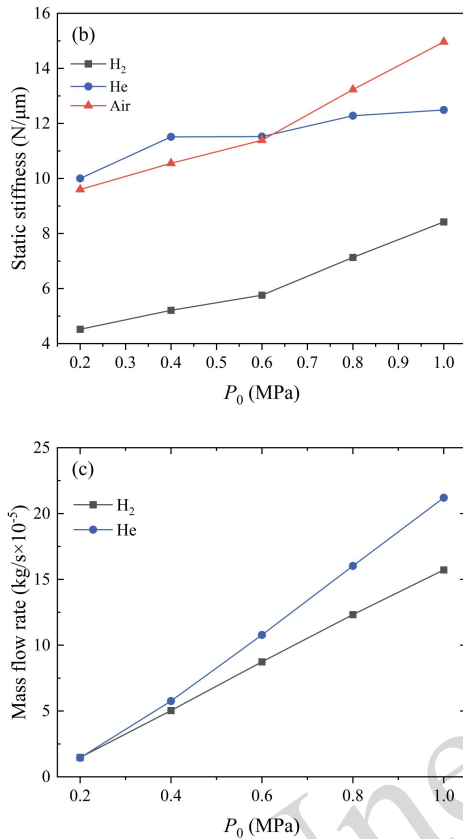 (b)
H₂
He
Air
Static stiffness (N/μm)
16
14
12
10
8
6
4
0.2 0.3 0.4 0.5 0.6 0.7 0.8 0.9 1.0
P₀ (MPa)
(c)
H₂
He
Mass flow rate (kg/s×10⁻⁵)
25
20
15
10
5
0
0.2 0.4 0.6 0.8 1.0
P₀ (MPa)